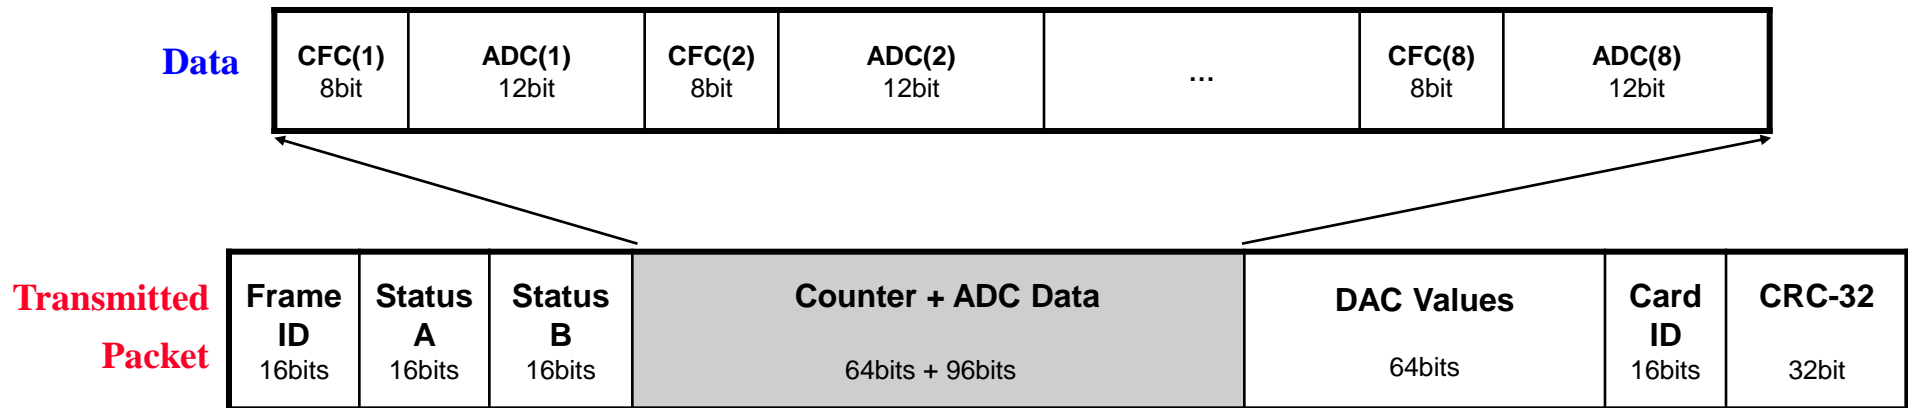 Data
CFC(1) ADC(1) CFC(2) ADC(2) ... CFC(8) ADC(8)
8bit 12bit 8bit 12bit 8bit 12bit
Transmitted
Packet
Frame Status Status Counter + ADC Data DAC Values Card CRC-32
ID A B ID
16bits 16bits 16bits 64bits + 96bits 64bits 16bits 32bit